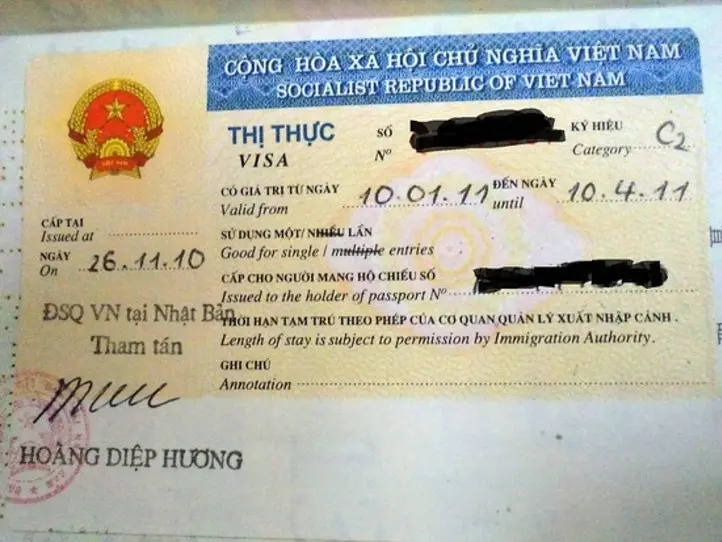 CỘNG HÒA XÃ HỘI CHỦ NGHĨA VIỆT NAM
SOCIALIST REPUBLIC OF VIET NAM
THỊ THỰC SỐ KÝ HIỆU C2
VISA Nº Category
CÓ GIÁ TRỊ TỪ NGÀY 10.01.11 ĐẾN NGÀY 10.4.11
Valid from until
CẤP TẠI
Issued at
SỬ DỤNG MỘT/ NHIỀU LẦN
Good for single / multiple entries
NGÀY
On 26.11.10
CẤP CHO NGƯỜI MANG HỘ CHIẾU SỐ
Issued to the holder of passport Nº
ĐSQ VN tại Nhật Bản
Tham tán
THỜI HẠN TẠM TRÚ THEO PHÉP CỦA CƠ QUAN QUẢN LÝ XUẤT NHẬP CẢNH .
Length of stay is subject to permission by Immigration Authority.
GHI CHÚ
Annotation
HOÀNG DIỆP HƯƠNG